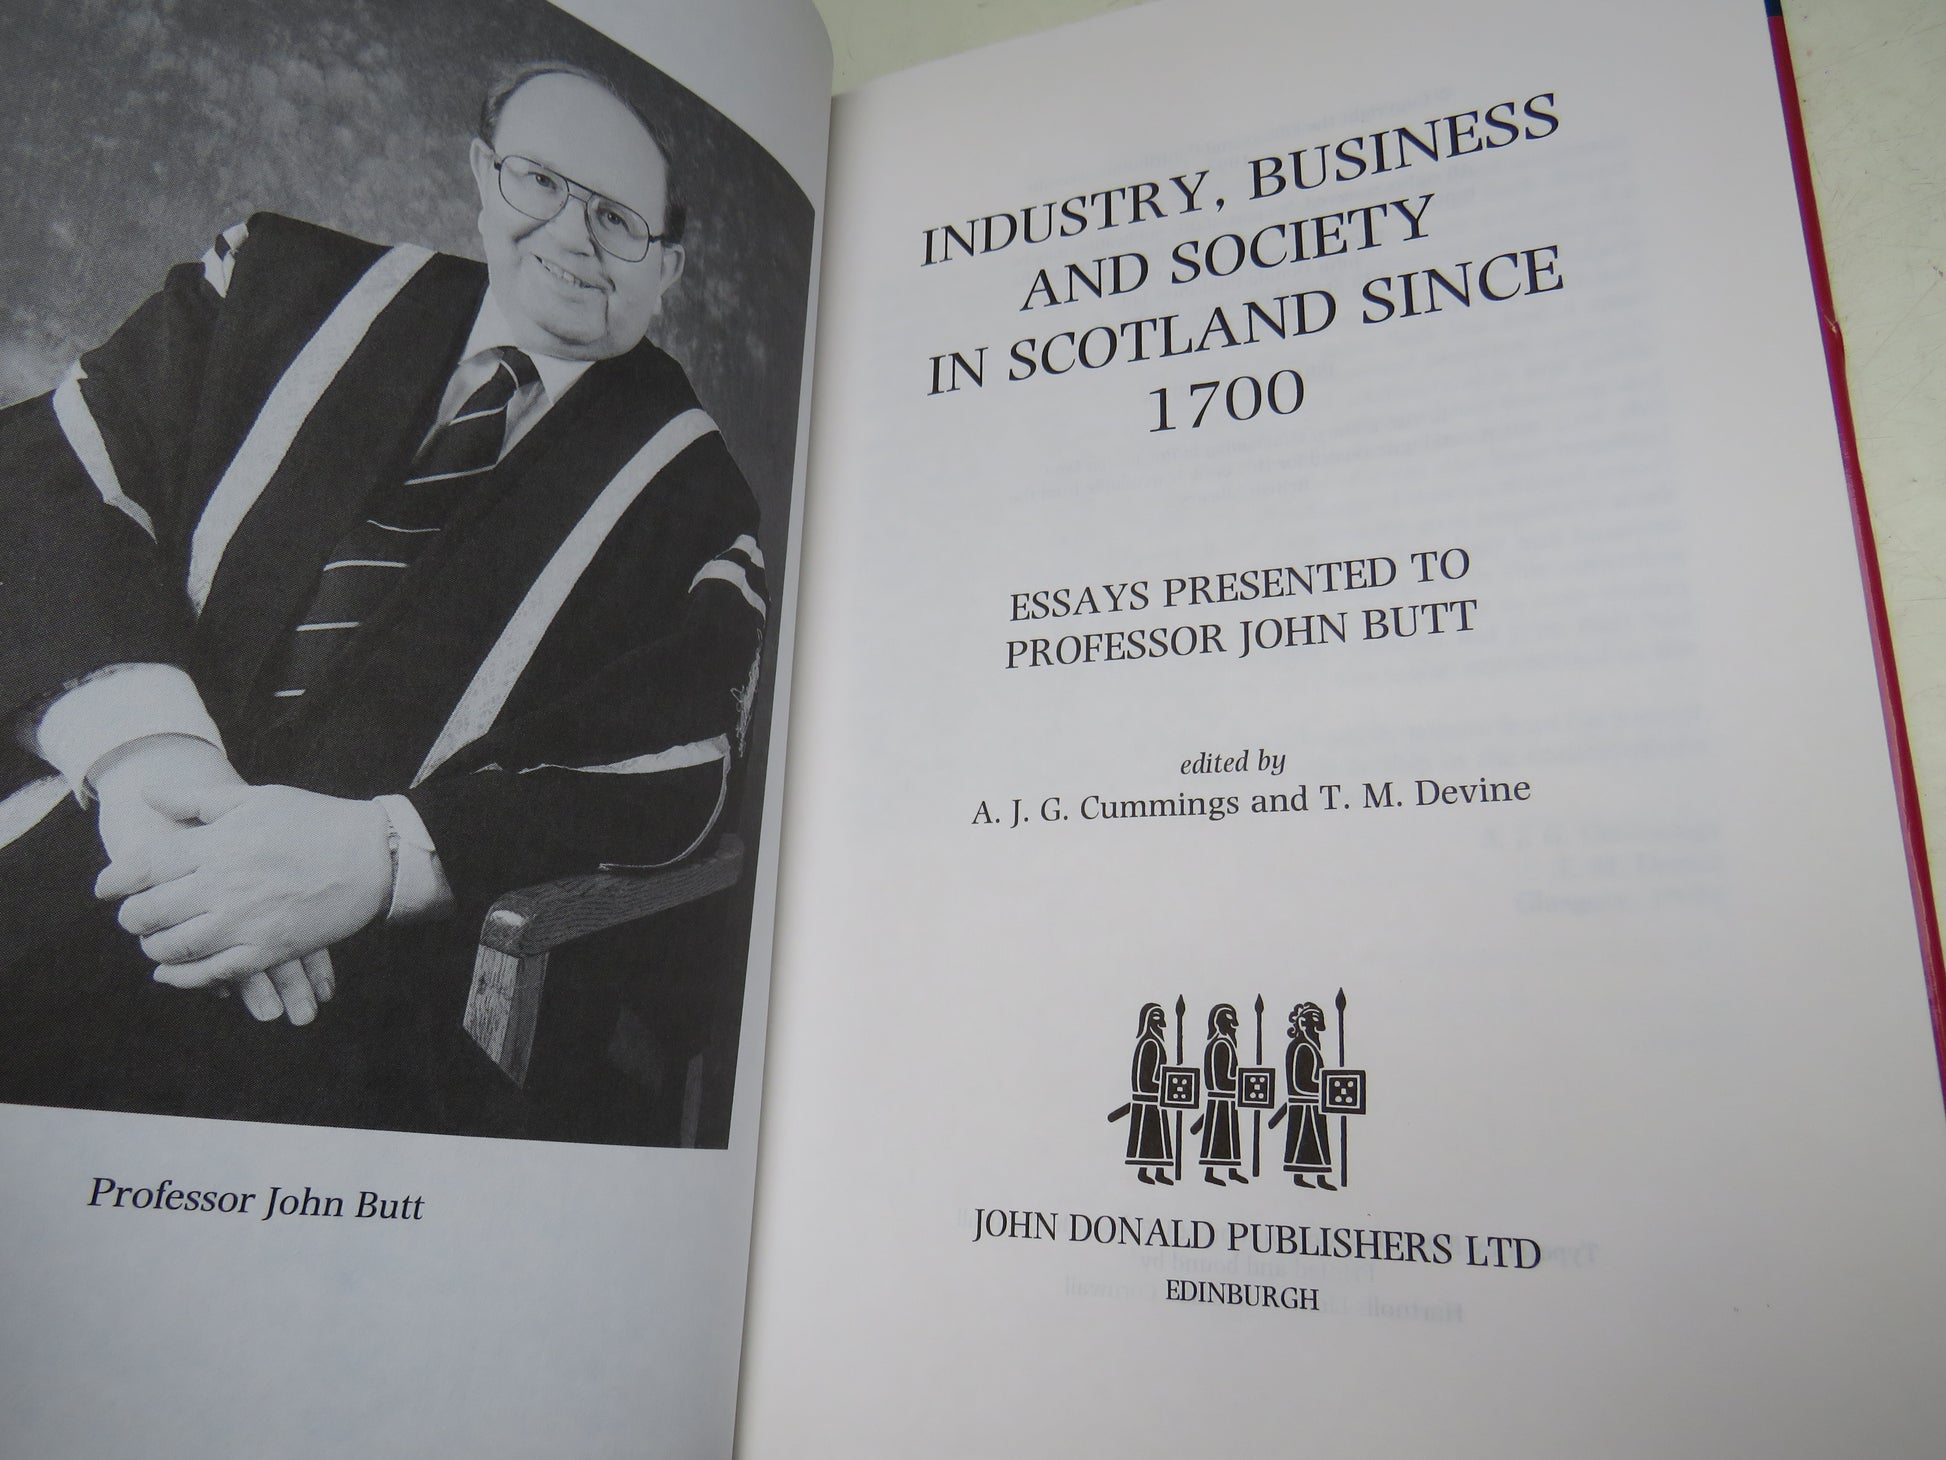 Professor John Butt
INDUSTRY, BUSINESS
AND SOCIETY
IN SCOTLAND SINCE
1700
ESSAYS PRESENTED TO
PROFESSOR JOHN BUTT
edited by
A. J. G. Cummings and T. M. Devine
JOHN DONALD PUBLISHERS LTD
EDINBURGH